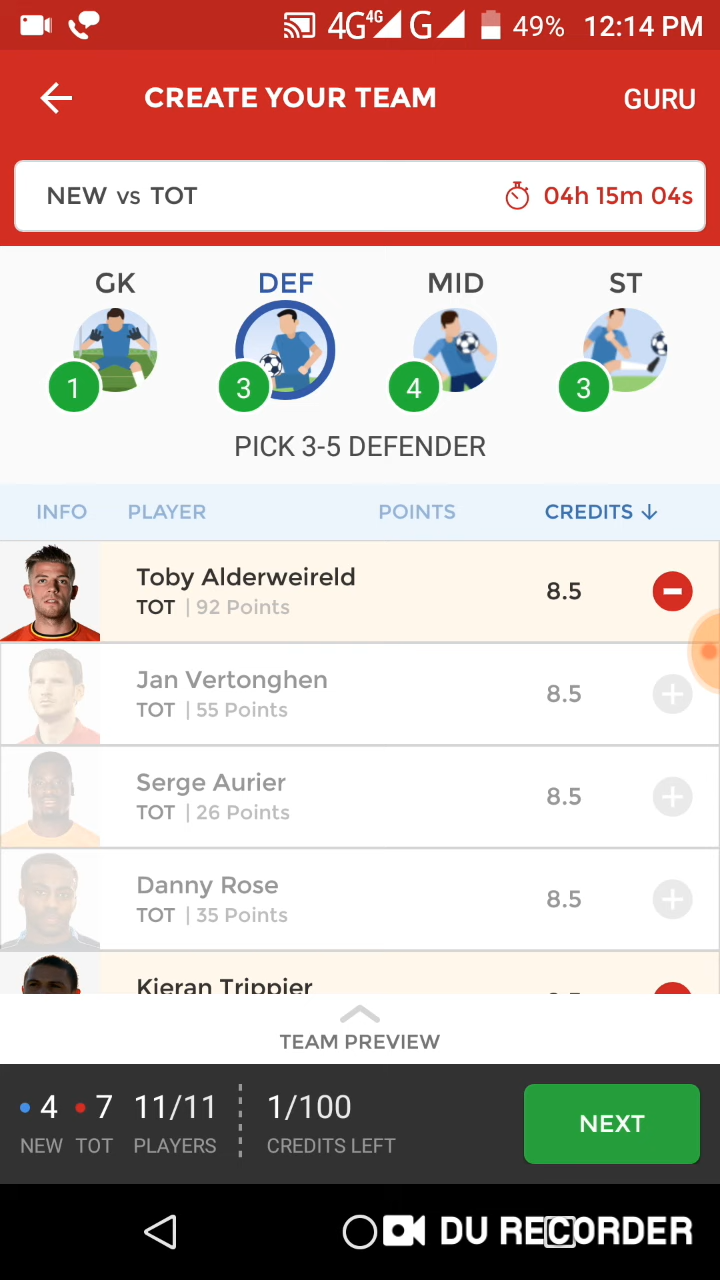 4G 4G G 49% 12:14 PM
CREATE YOUR TEAM GURU
NEW vs TOT 04h 15m 04s
GK DEF MID ST
1 3 4 3
PICK 3-5 DEFENDER
INFO PLAYER POINTS CREDITS ↓
Toby Alderweireld
TOT | 92 Points 8.5
Jan Vertonghen
TOT | 55 Points 8.5
Serge Aurier
TOT | 26 Points 8.5
Danny Rose
TOT | 35 Points 8.5
Kieran Trippier
TEAM PREVIEW
4 7 11/11 1/100
NEW TOT PLAYERS CREDITS LEFT
NEXT
DU RECORDER